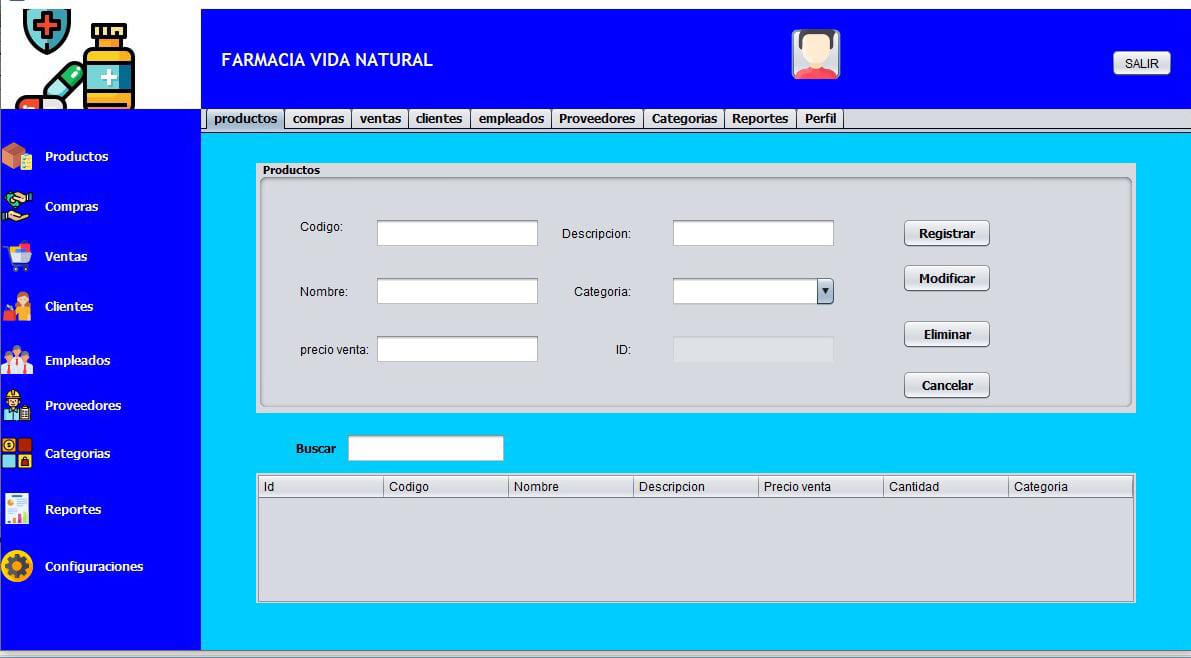 FARMACIA VIDA NATURAL
SALIR
productos compras ventas clientes empleados Proveedores Categorias Reportes Perfil
Productos
Compras
Ventas
Clientes
Empleados
Proveedores
Categorias
Reportes
Configuraciones
Productos
Codigo: Descripcion: Registrar
Modificar
Nombre: Categoria:
Eliminar
precio venta: ID:
Cancelar
Buscar
Id Codigo Nombre Descripcion Precio venta Cantidad Categoria